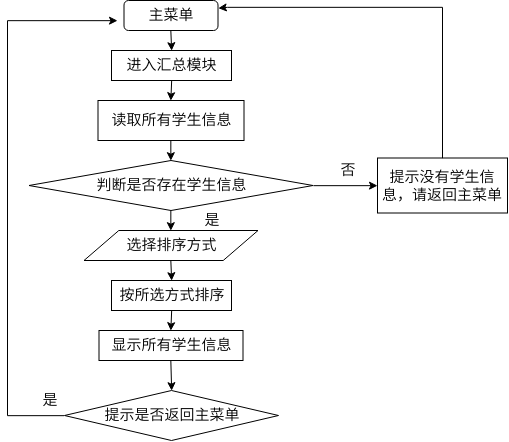 主菜单
进入汇总模块
读取所有学生信息
判断是否存在学生信息
否
提示没有学生信
息，请返回主菜单
是
选择排序方式
按所选方式排序
显示所有学生信息
是
提示是否返回主菜单